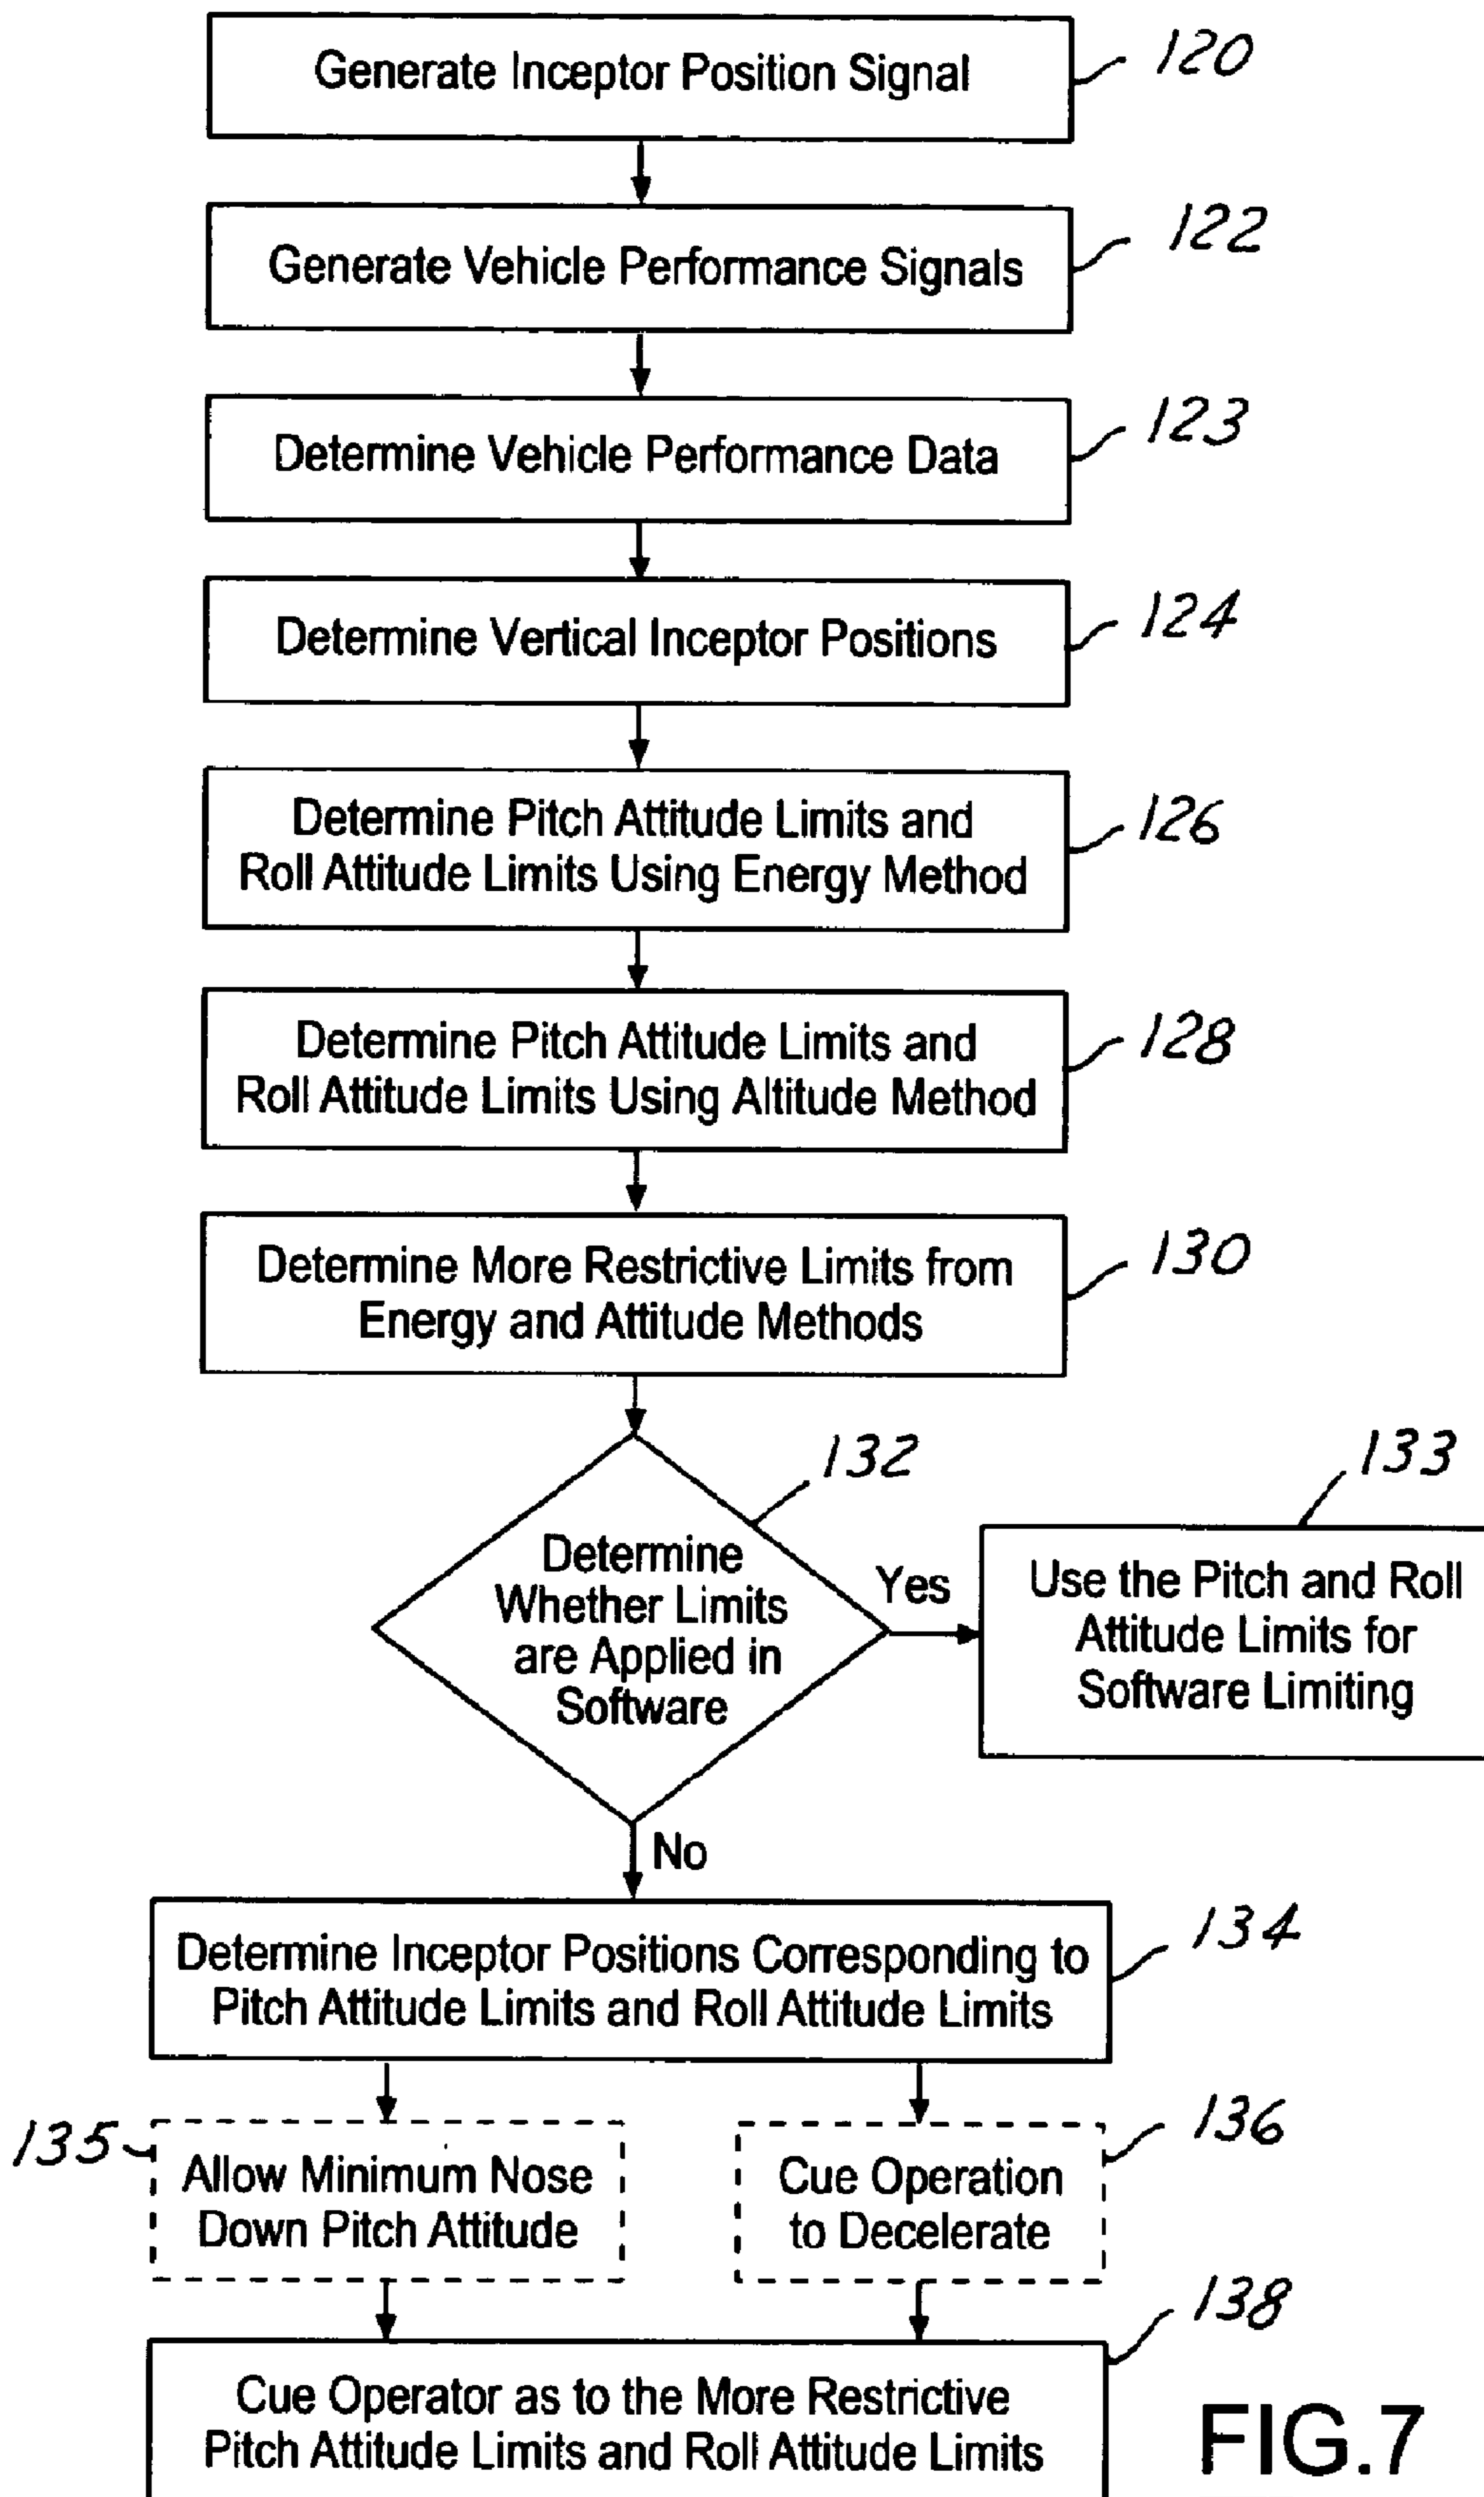 Generate Inceptor Position Signal
120
Generate Vehicle Performance Signals
122
Determine Vehicle Performance Data
123
Determine Vertical Inceptor Positions
124
Determine Pitch Attitude Limits and
Roll Attitude Limits Using Energy Method
126
Determine Pitch Attitude Limits and
Roll Attitude Limits Using Altitude Method
128
Determine More Restrictive Limits from
Energy and Attitude Methods
130
132
Determine
Whether Limits
are Applied in
Software
Yes
133
Use the Pitch and Roll
Attitude Limits for
Software Limiting
No
Determine Inceptor Positions Corresponding to
Pitch Attitude Limits and Roll Attitude Limits
134
135
Allow Minimum Nose
Down Pitch Attitude
Cue Operation
to Decelerate
136
138
Cue Operator as to the More Restrictive
Pitch Attitude Limits and Roll Attitude Limits
FIG.7